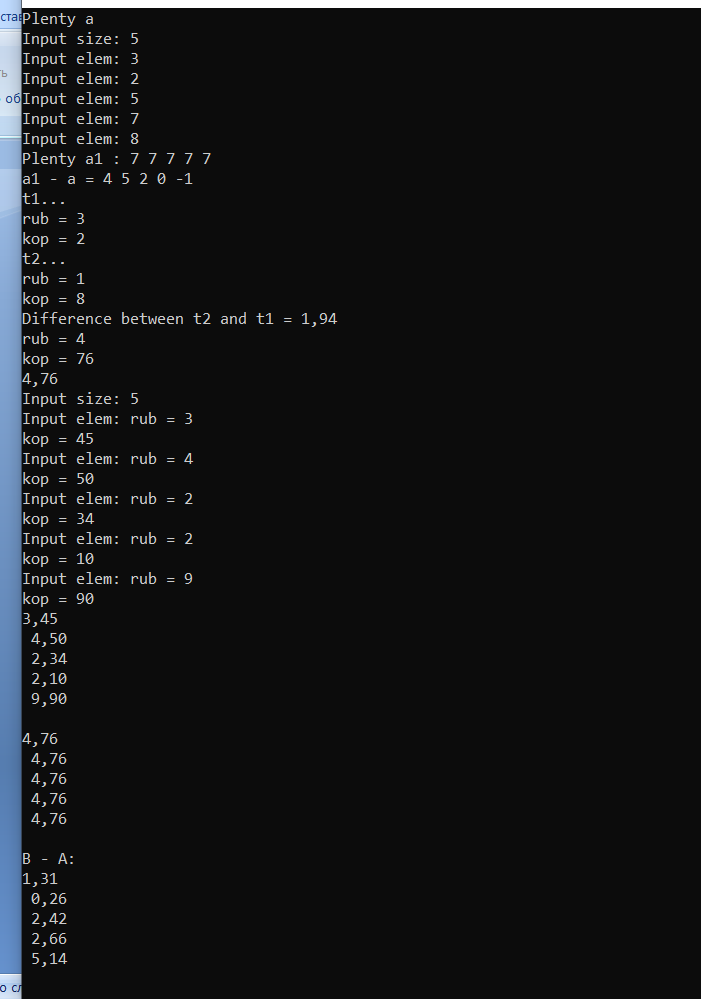 Plenty a
Input size: 5
Input elem: 3
Input elem: 2
Input elem: 5
Input elem: 7
Input elem: 8
Plenty a1 : 7 7 7 7 7
a1 - a = 4 5 2 0 -1
t1...
rub = 3
kop = 2
t2...
rub = 1
kop = 8
Difference between t2 and t1 = 1,94
rub = 4
kop = 76
4,76
Input size: 5
Input elem: rub = 3
kop = 45
Input elem: rub = 4
kop = 50
Input elem: rub = 2
kop = 34
Input elem: rub = 2
kop = 10
Input elem: rub = 9
kop = 90
3,45
4,50
2,34
2,10
9,90
4,76
4,76
4,76
4,76
4,76
B - A:
1,31
0,26
2,42
2,66
5,14